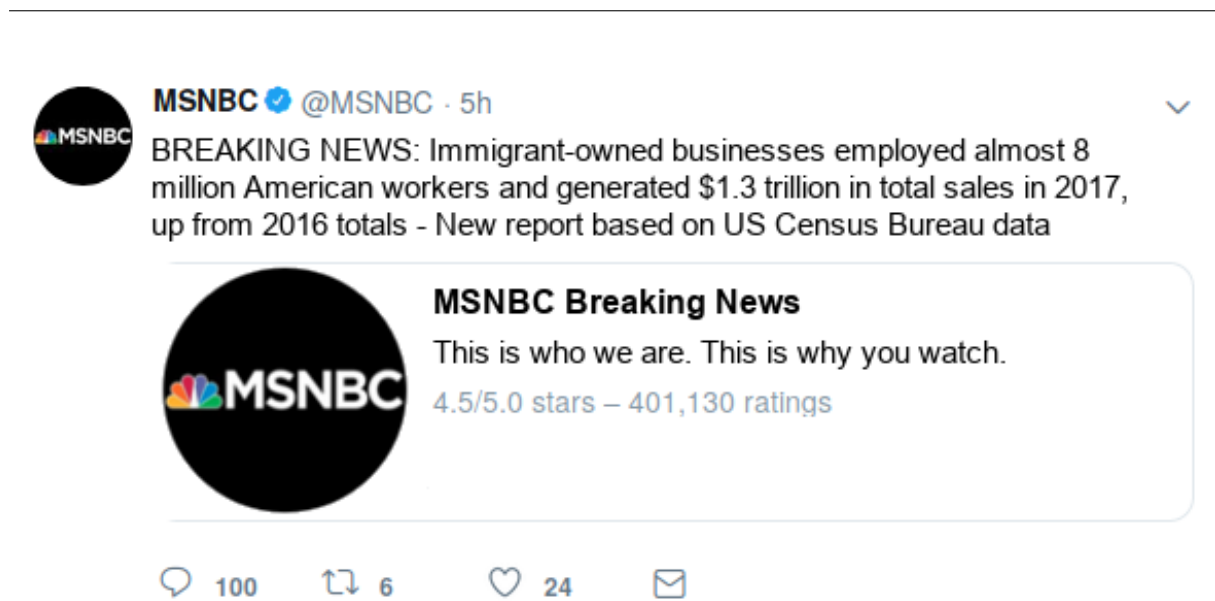 MSNBC @MSNBC · 5h
MSNBC
BREAKING NEWS: Immigrant-owned businesses employed almost 8
million American workers and generated $1.3 trillion in total sales in 2017,
up from 2016 totals - New report based on US Census Bureau data
MSNBC
MSNBC Breaking News
This is who we are. This is why you watch.
4.5/5.0 stars – 401,130 ratings
100 6 24